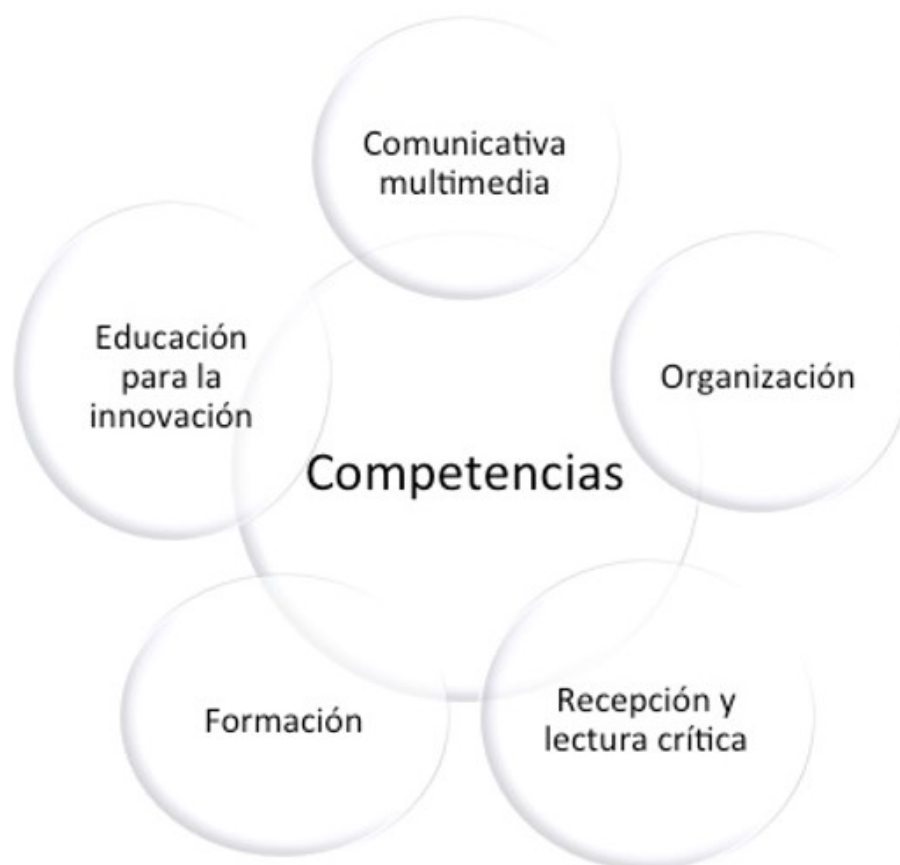 Comunicativa
multimedia
Educación
para la
innovación
Organización
Competencias
Formación
Recepción y
lectura crítica